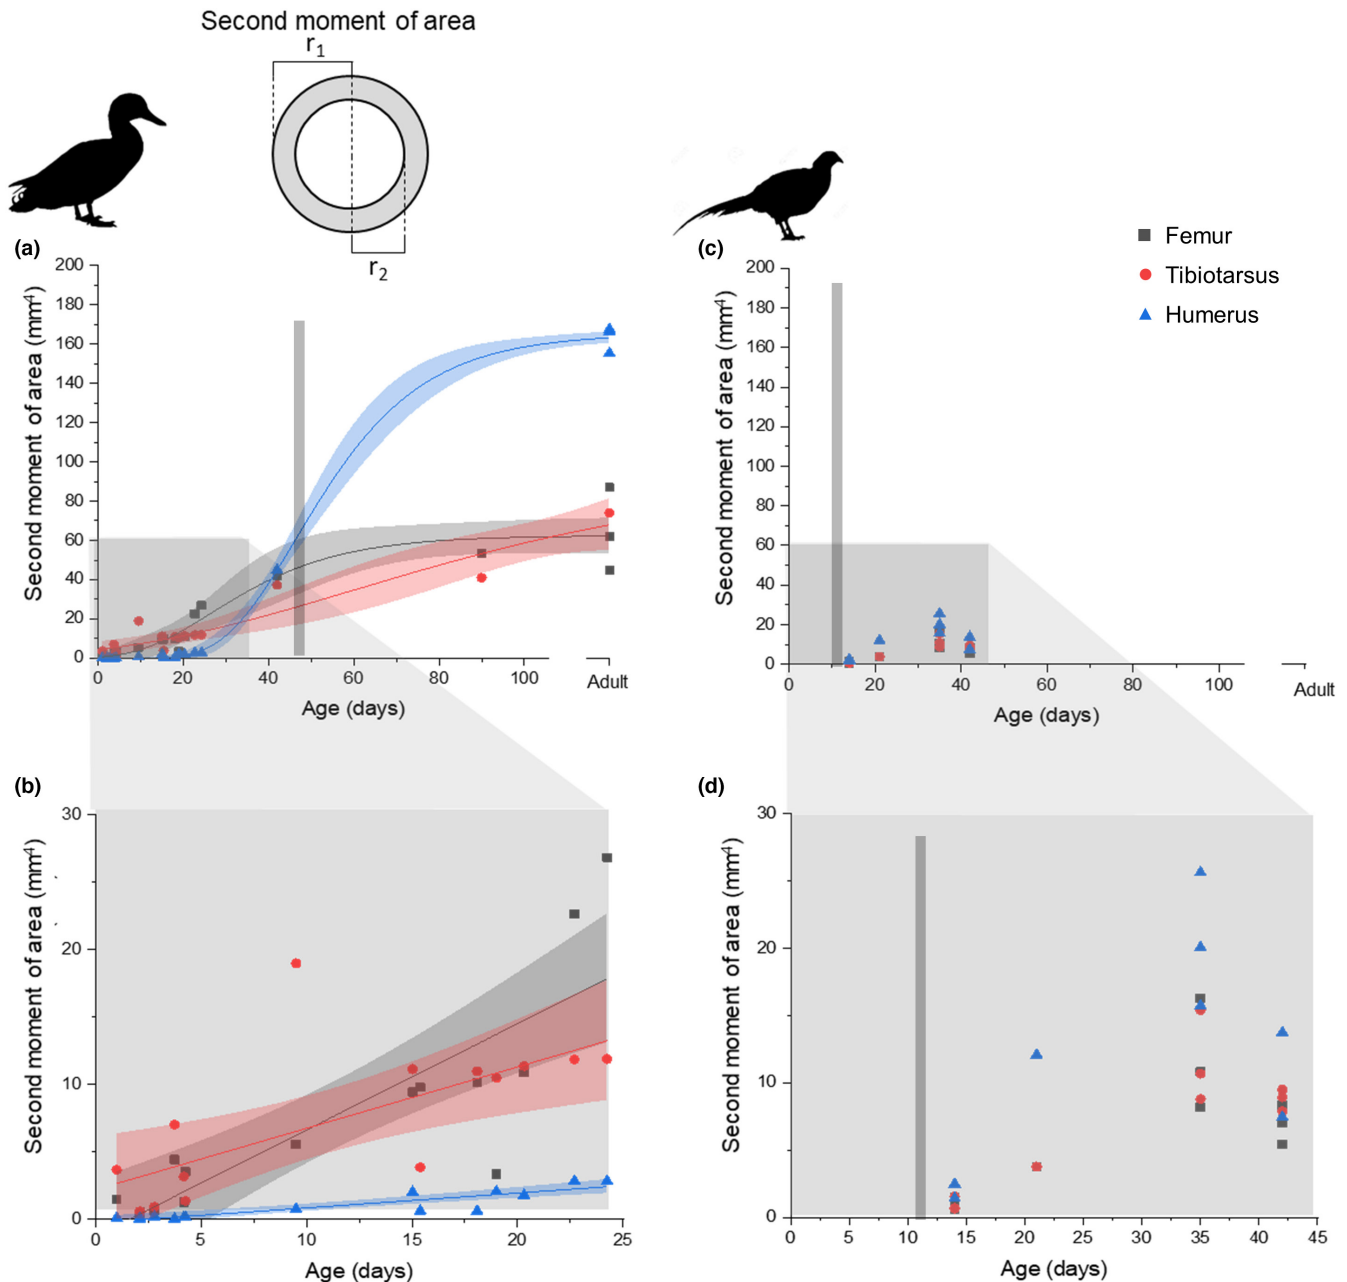 Second moment of area
r1
r2
(a)
(c)
Femur
Tibiotarsus
Humerus
Second moment of area (mm4)
200
180
160
140
120
100
80
60
40
20
0
0 20 40 60 80 100 Adult
Age (days)
Second moment of area (mm4)
200
180
160
140
120
100
80
60
40
20
0
0 20 40 60 80 100 Adult
Age (days)
(b)
Second moment of area (mm4)
30
20
10
0
0 5 10 15 20 25
Age (days)
(d)
Second moment of area (mm4)
30
20
10
0
0 5 10 15 20 25 30 35 40 45
Age (days)